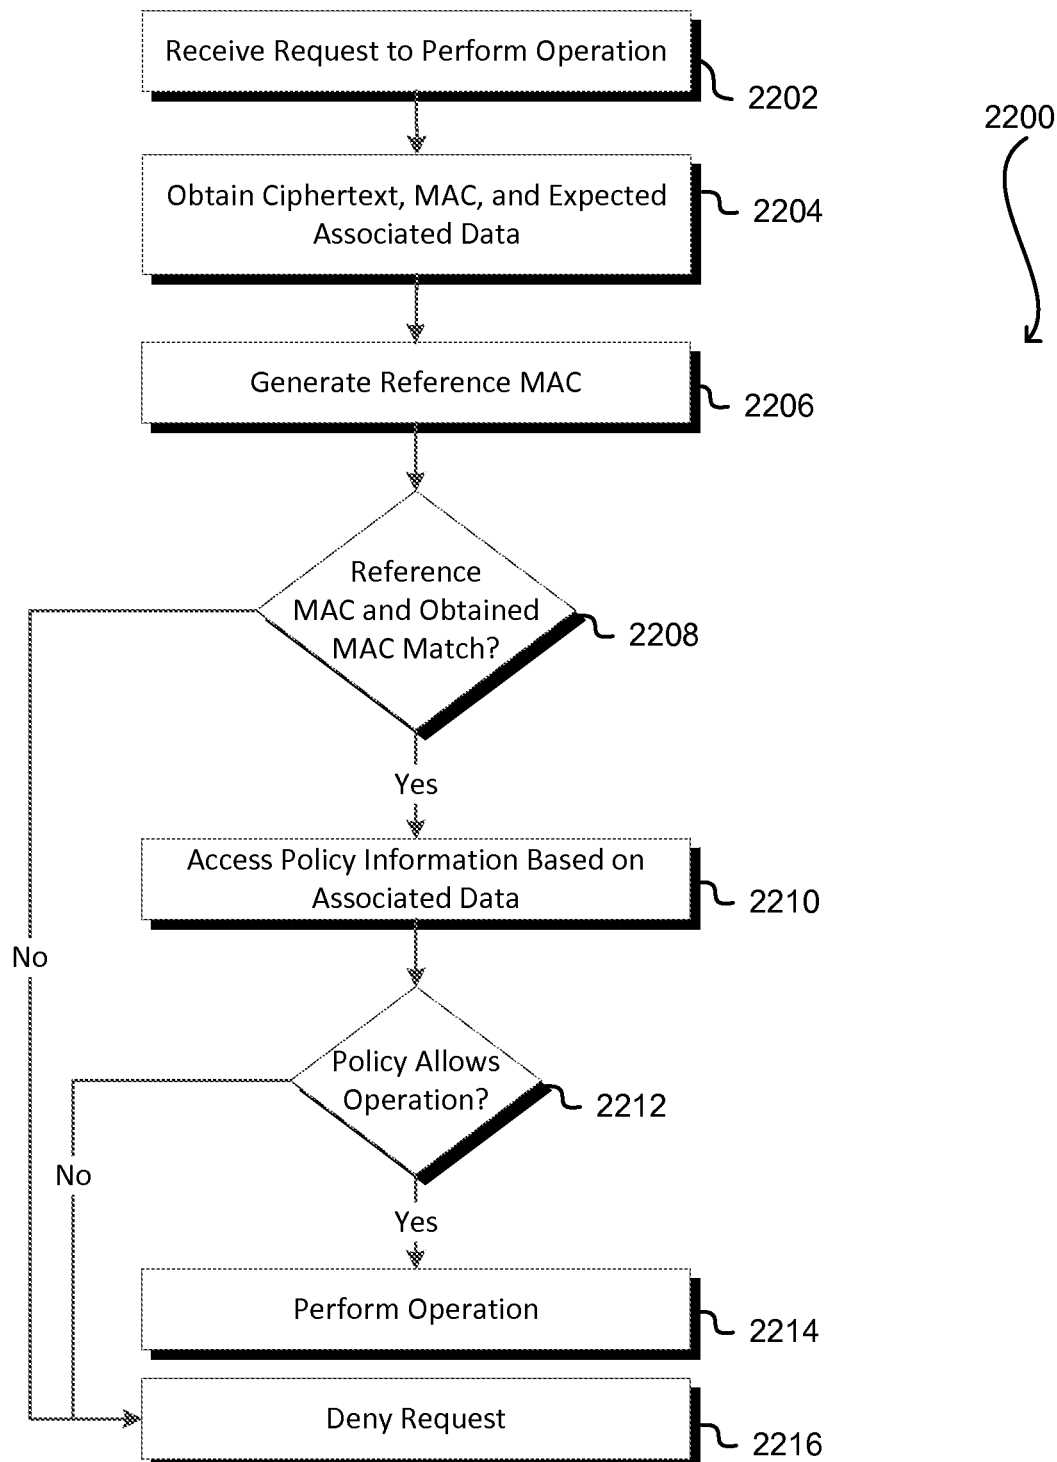 Receive Request to Perform Operation
2202
2200
Obtain Ciphertext, MAC, and Expected
Associated Data
2204
Generate Reference MAC
2206
Reference
MAC and Obtained
MAC Match?
2208
Yes
Access Policy Information Based on
Associated Data
2210
No
Policy Allows
Operation?
2212
No
Yes
Perform Operation
2214
Deny Request
2216